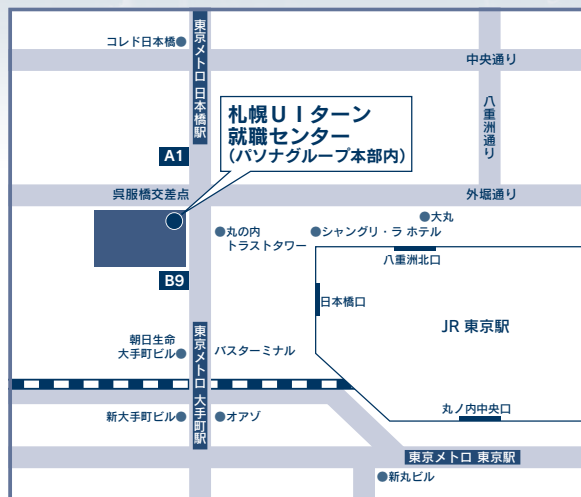 コレド日本橋
東京メトロ 日本橋駅
中央通り
八重洲通り
札幌UIターン
就職センター
(パソナグループ本部内)
A1
呉服橋交差点
外堀通り
大丸
丸の内
トラストタワー
シャングリ・ラ ホテル
八重洲北口
B9
日本橋口
JR 東京駅
朝日生命
大手町ビル
東京メトロ 大手町駅
バスターミナル
新大手町ビル
オアゾ
丸ノ内中央口
東京メトロ 東京駅
新丸ビル